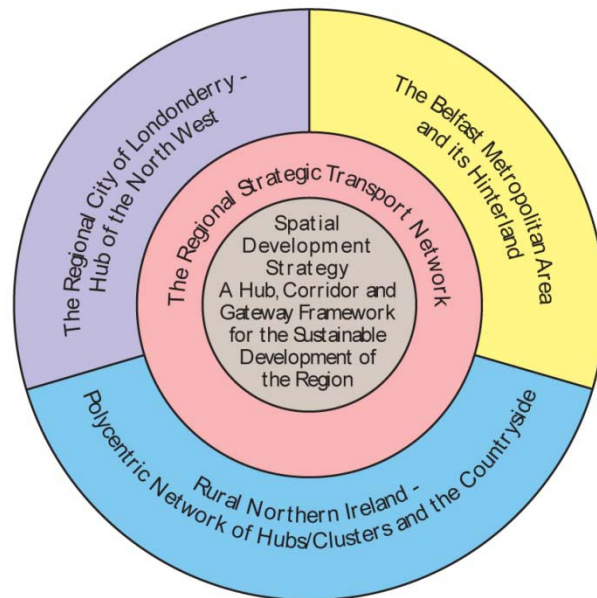 The Regional City of Londonderry -
Hub of the North West
The Belfast Metropolitan Area
and its Hinterland
The Regional Strategic Transport Network
Spatial
Development
Strategy
A Hub, Corridor and
Gateway Framework
for the Sustainable
Development of
the Region
Rural Northern Ireland -
Polycentric Network of Hubs/Clusters and the Countryside